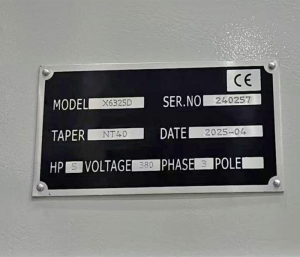 CE
MODEL X6325D SER.NO 240257
TAPER NT40 DATE 2025-04
HP 5 VOLTAGE 380 PHASE 3 POLE